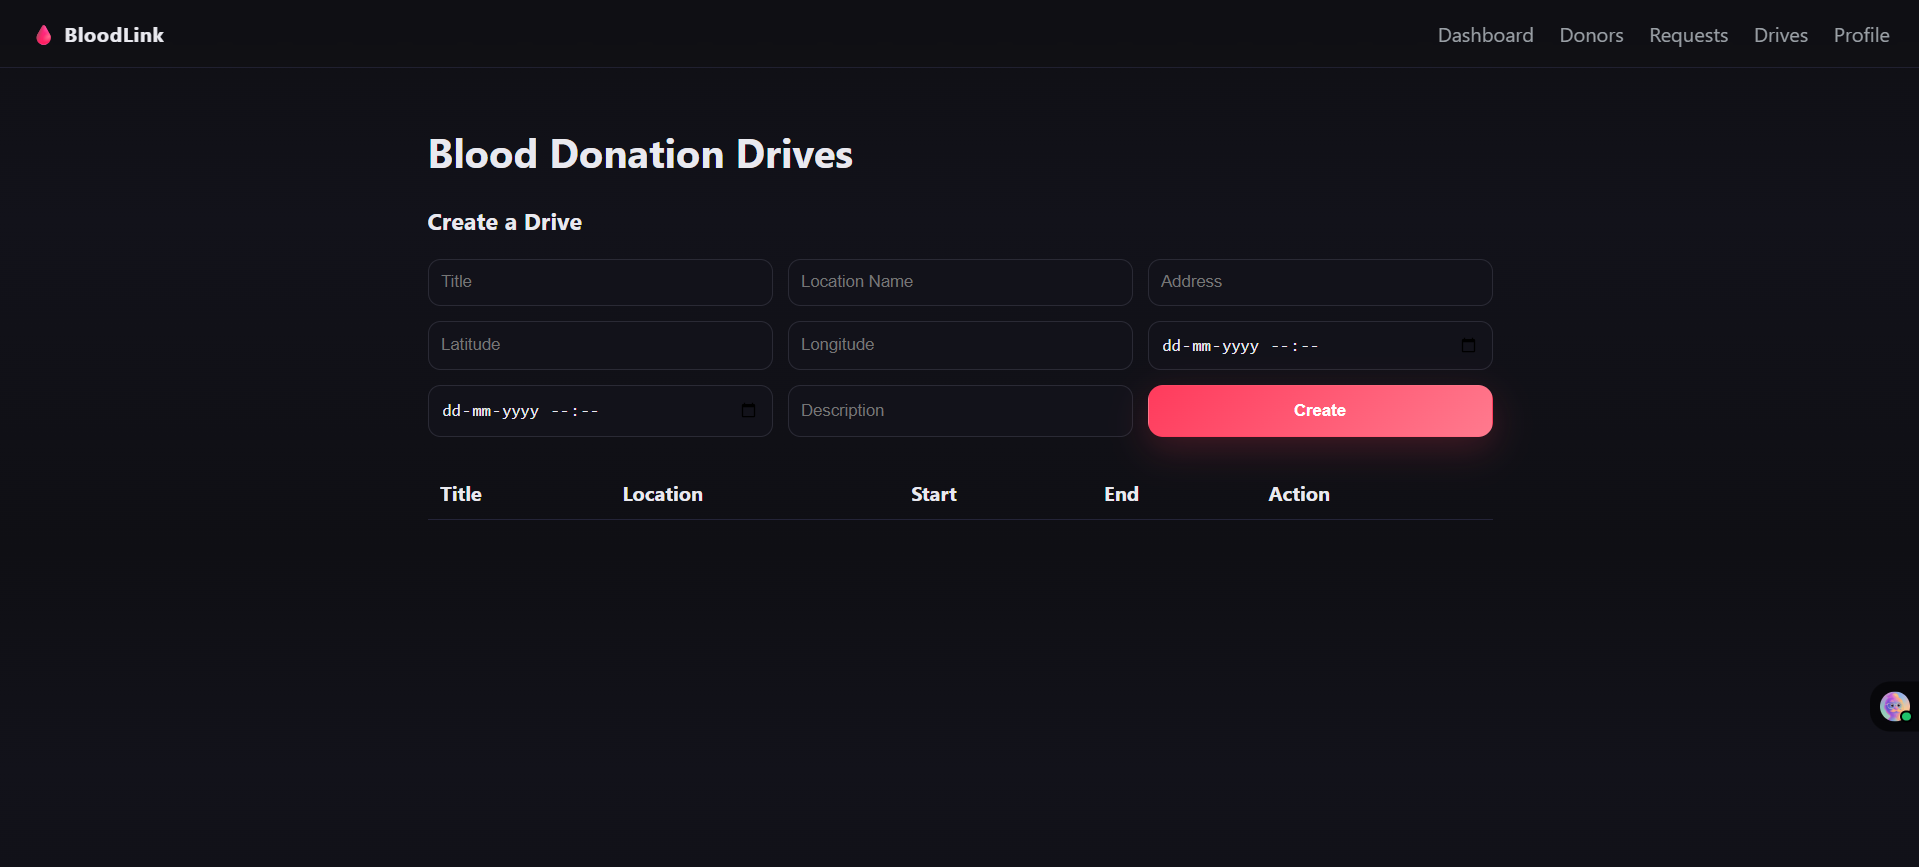 BloodLink
Dashboard Donors Requests Drives Profile
Blood Donation Drives
Create a Drive
Title Location Name Address
Latitude Longitude dd-mm-yyyy --:--
dd-mm-yyyy --:-- Description Create
Title Location Start End Action